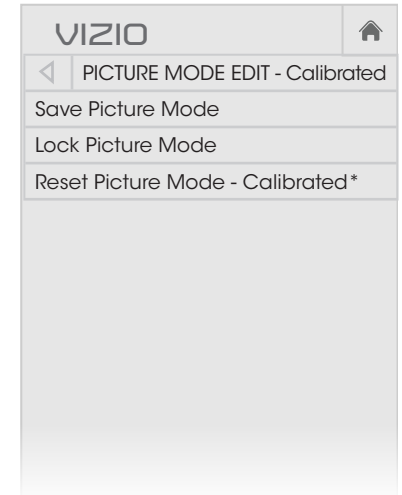 VIZIO
PICTURE MODE EDIT - Calibrated
Save Picture Mode
Lock Picture Mode
Reset Picture Mode - Calibrated*